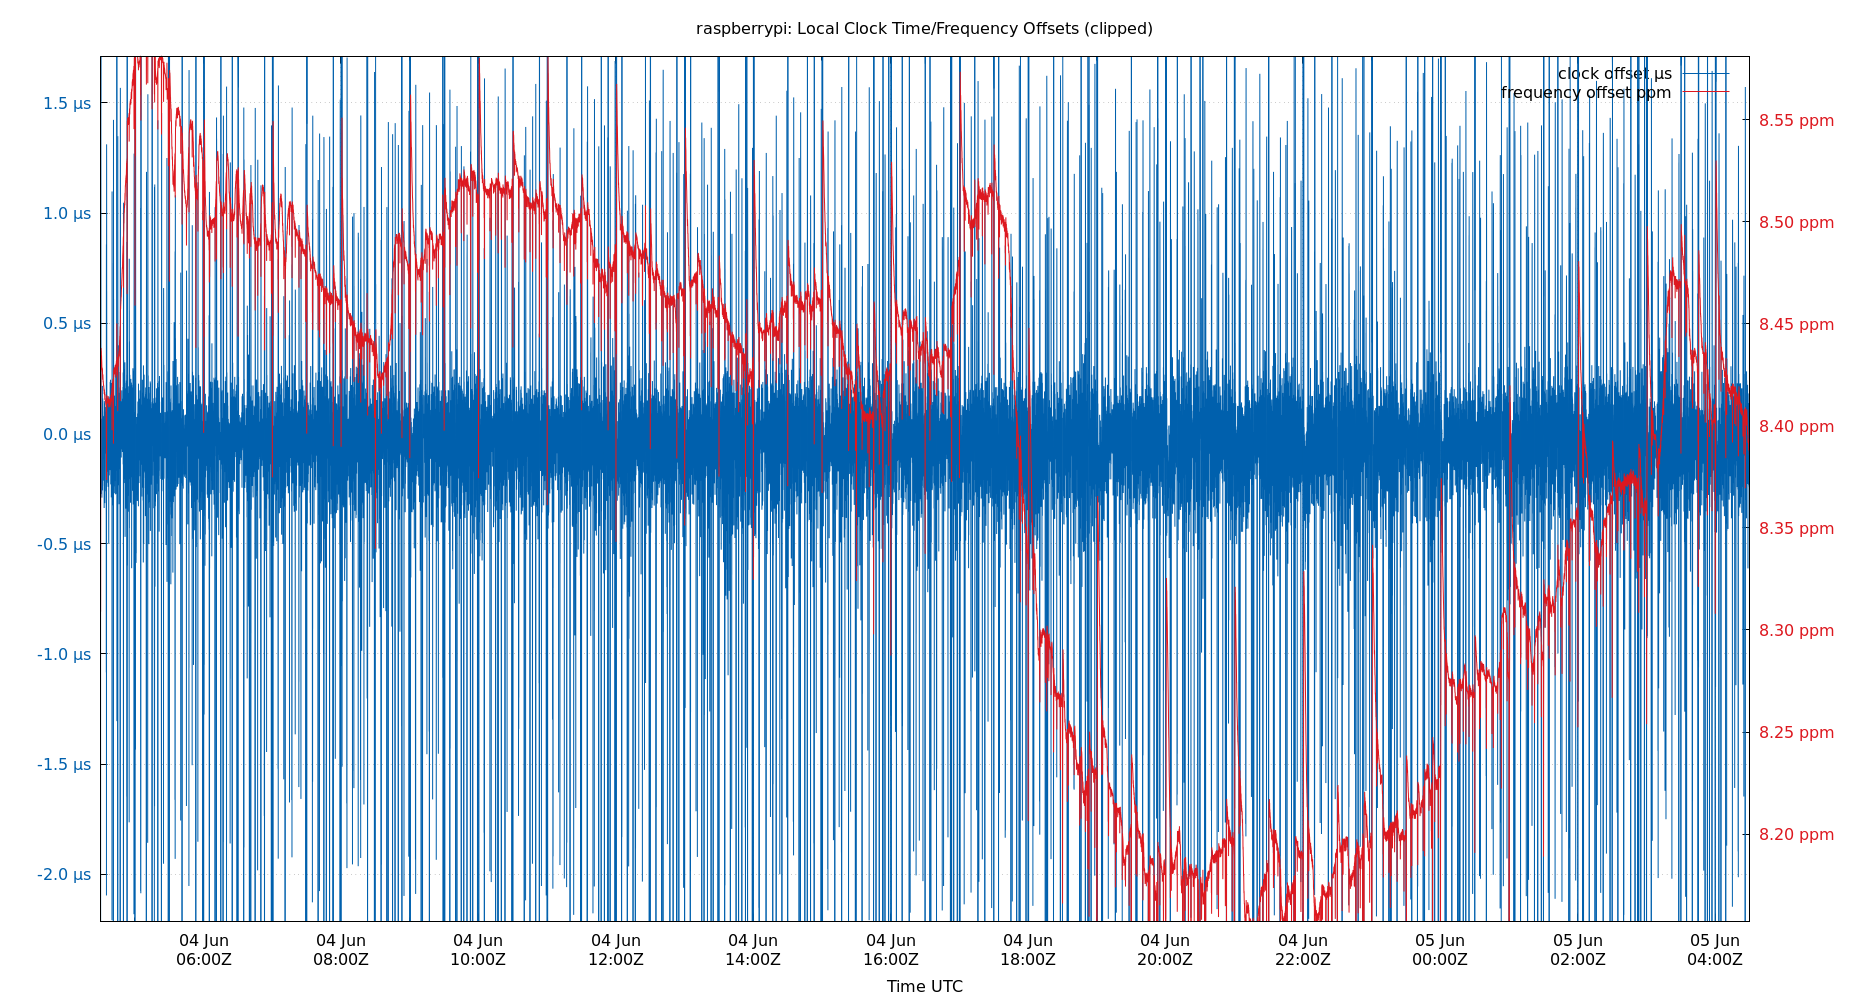 raspberrypi: Local Clock Time/Frequency Offsets (clipped)
clock offset µs
frequency offset ppm
1.5 µs
1.0 µs
0.5 µs
0.0 µs
-0.5 µs
-1.0 µs
-1.5 µs
-2.0 µs
8.55 ppm
8.50 ppm
8.45 ppm
8.40 ppm
8.35 ppm
8.30 ppm
8.25 ppm
8.20 ppm
04 Jun 04 Jun 04 Jun 04 Jun 04 Jun 04 Jun 04 Jun 04 Jun 04 Jun 05 Jun 05 Jun 05 Jun
06:00Z 08:00Z 10:00Z 12:00Z 14:00Z 16:00Z 18:00Z 20:00Z 22:00Z 00:00Z 02:00Z 04:00Z
Time UTC